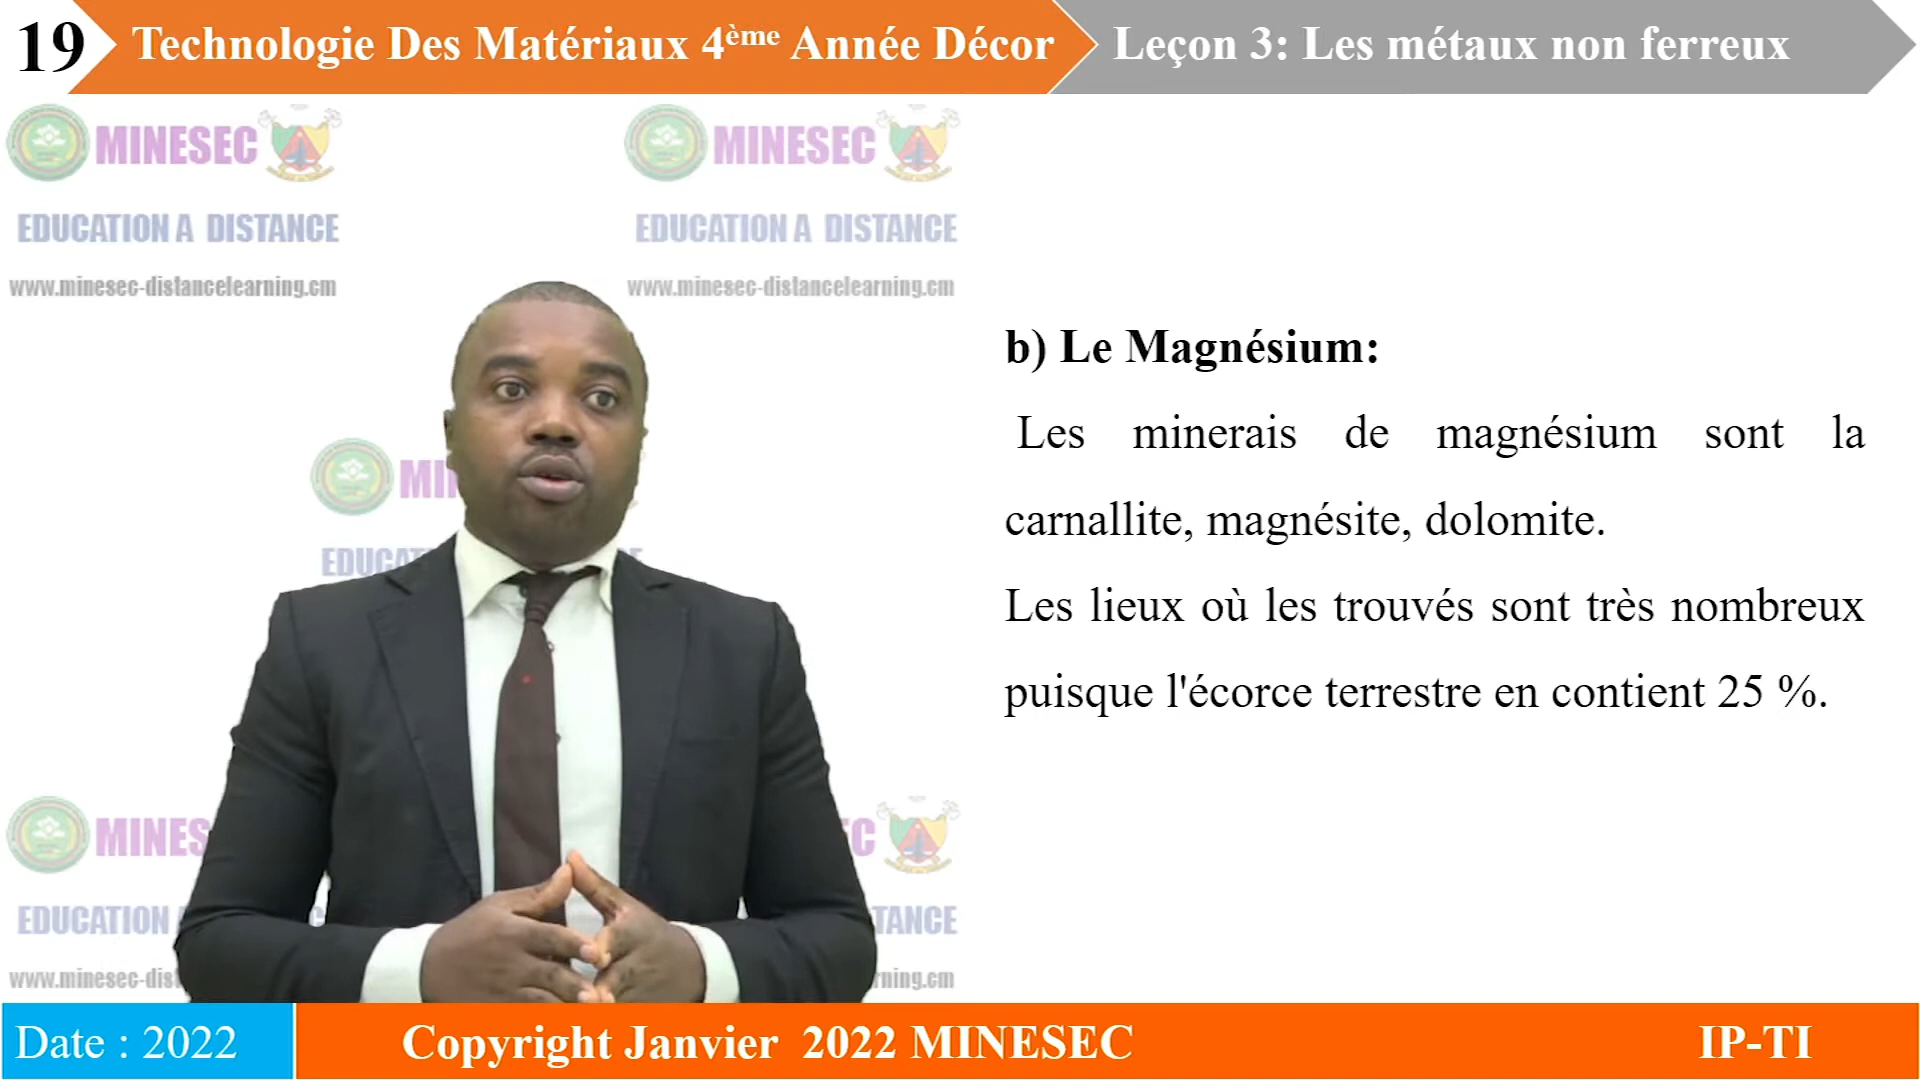 19
Technologie Des Matériaux 4ème Année Décor
Leçon 3: Les métaux non ferreux
MINESEC
MINESEC
EDUCATION A DISTANCE
EDUCATION A DISTANCE
www.minesec-distancelearning.cm
www.minesec-distancelearning.cm
b) Le Magnésium:
Les minerais de magnésium sont la
carnallite, magnésite, dolomite.
Les lieux où les trouvés sont très nombreux
puisque l'écorce terrestre en contient 25 %.
Date : 2022
Copyright Janvier 2022 MINESEC
IP-TI